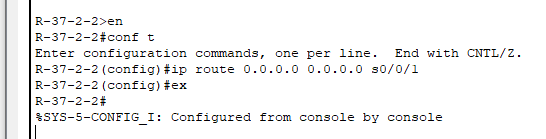 R-37-2-2>en
R-37-2-2#conf t
Enter configuration commands, one per line.  End with CNTL/Z.
R-37-2-2(config)#ip route 0.0.0.0 0.0.0.0 s0/0/1
R-37-2-2(config)#ex
R-37-2-2#
%SYS-5-CONFIG_I: Configured from console by console